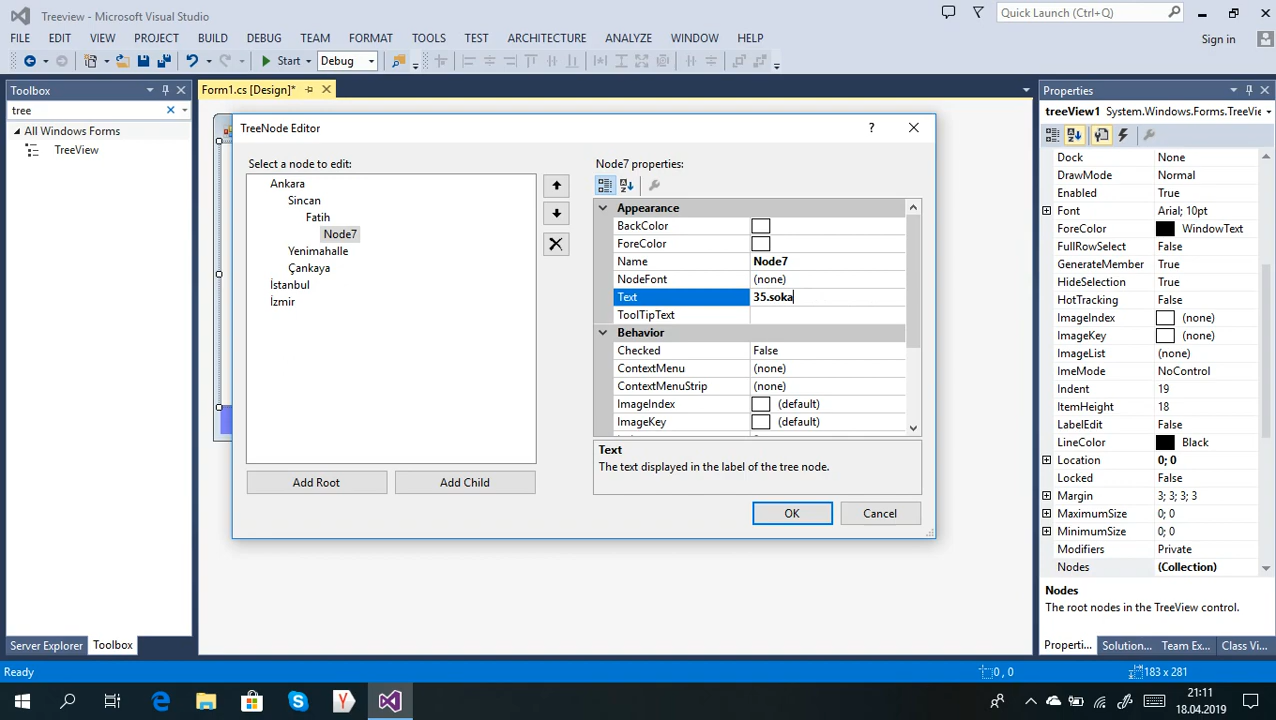 Treeview - Microsoft Visual Studio
Quick Launch (Ctrl+Q)
FILE EDIT VIEW PROJECT BUILD DEBUG TEAM FORMAT TOOLS TEST ARCHITECTURE ANALYZE WINDOW HELP
Sign in
Start Debug
Toolbox
tree
All Windows Forms
TreeView
Server Explorer Toolbox
Form1.cs [Design]*
TreeNode Editor
Select a node to edit:
Ankara
Sincan
Fatih
Node7
Yenimahalle
Çankaya
İstanbul
İzmir
Add Root Add Child
Node7 properties:
Appearance
BackColor
ForeColor
Name Node7
NodeFont (none)
Text 35.soka
ToolTipText
Behavior
Checked False
ContextMenu (none)
ContextMenuStrip (none)
ImageIndex (default)
ImageKey (default)
Text
The text displayed in the label of the tree node.
OK Cancel
Properties
treeView1 System.Windows.Forms.TreeVie
Dock None
DrawMode Normal
Enabled True
Font Arial; 10pt
ForeColor WindowText
FullRowSelect False
GenerateMember True
HideSelection True
HotTracking False
ImageIndex (none)
ImageKey (none)
ImageList (none)
ImeMode NoControl
Indent 19
ItemHeight 18
LabelEdit False
LineColor Black
Location 0; 0
Locked False
Margin 3; 3; 3; 3
MaximumSize 0; 0
MinimumSize 0; 0
Modifiers Private
Nodes (Collection)
Nodes
The root nodes in the TreeView control.
Properti... Solution... Team Ex... Class Vi...
Ready
0 , 0
183 x 281
21:11
18.04.2019